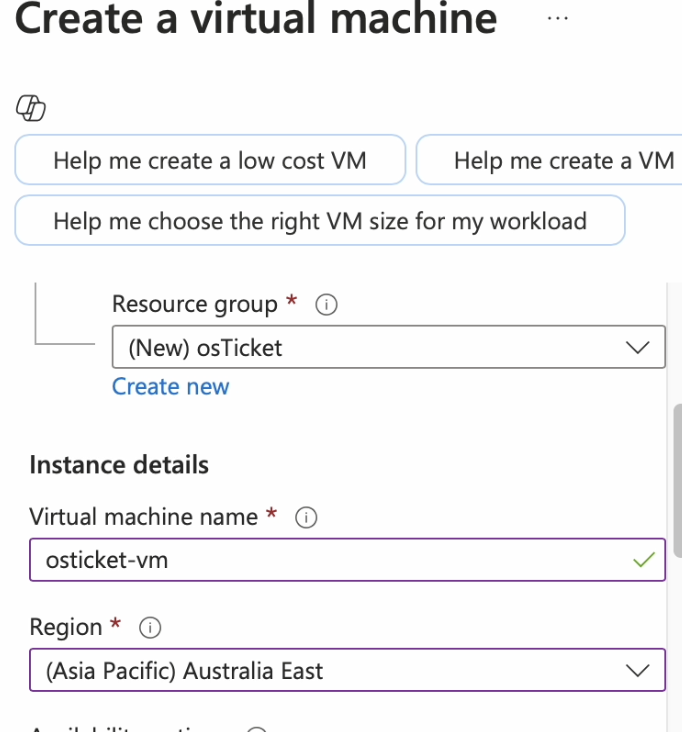 Create a virtual machine ...
Help me create a low cost VM
Help me create a VM
Help me choose the right VM size for my workload
Resource group *
(New) osTicket
Create new
Instance details
Virtual machine name *
osticket-vm
Region *
(Asia Pacific) Australia East